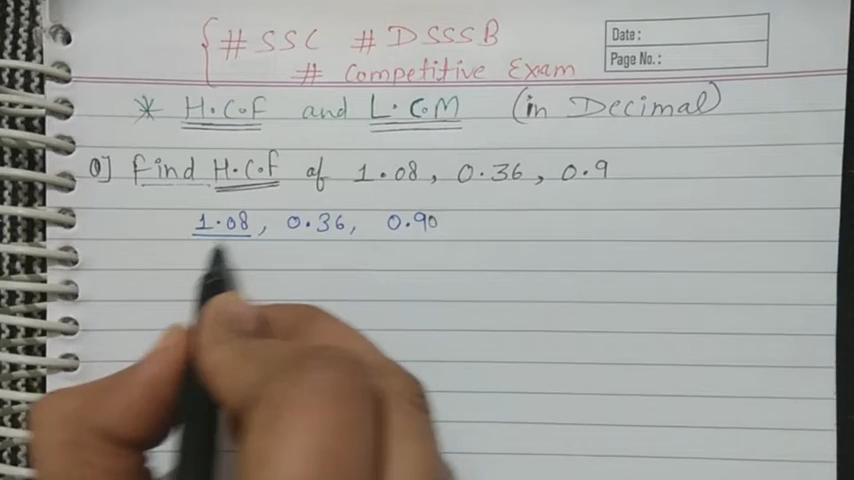 # SSC # DSSSB
# Competitive Exam
Date:
Page No.:
* H.C.F and L.C.M (in Decimal)
Q] Find H.C.F of 1.08, 0.36, 0.9
1.08, 0.36, 0.90